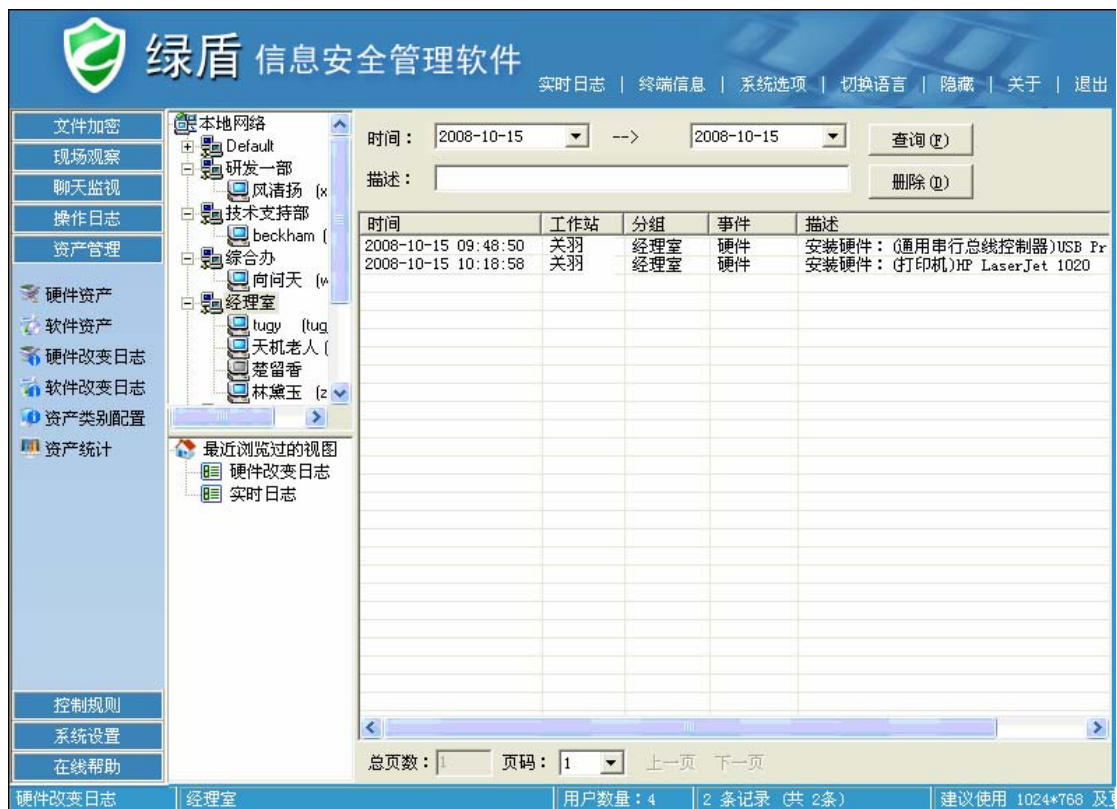 绿盾 信息安全管理软件
实时日志 | 终端信息 | 系统选项 | 切换语言 | 隐藏 | 关于 | 退出
文件加密
现场观察
聊天监视
操作日志
资产管理
硬件资产
软件资产
硬件改变日志
软件改变日志
资产类别配置
资产统计
控制规则
系统设置
在线帮助
本地网络
Default
研发一部
风清扬 (x
技术支持部
beckham (
综合办
向问天 (w
经理室
tugy (tug
天机老人 (
楚留香
林黛玉 (z
最近浏览过的视图
硬件改变日志
实时日志
时间： 2008-10-15 --> 2008-10-15 查询(F)
描述： 删除(D)
时间 工作站 分组 事件 描述
2008-10-15 09:48:50 关羽 经理室 硬件 安装硬件：(通用串行总线控制器)USB Pr
2008-10-15 10:18:58 关羽 经理室 硬件 安装硬件：(打印机)HP LaserJet 1020
总页数： 1 页码： 1 上一页 下一页
硬件改变日志 经理室 用户数量：4 2 条记录 (共 2条) 建议使用 1024*768 及